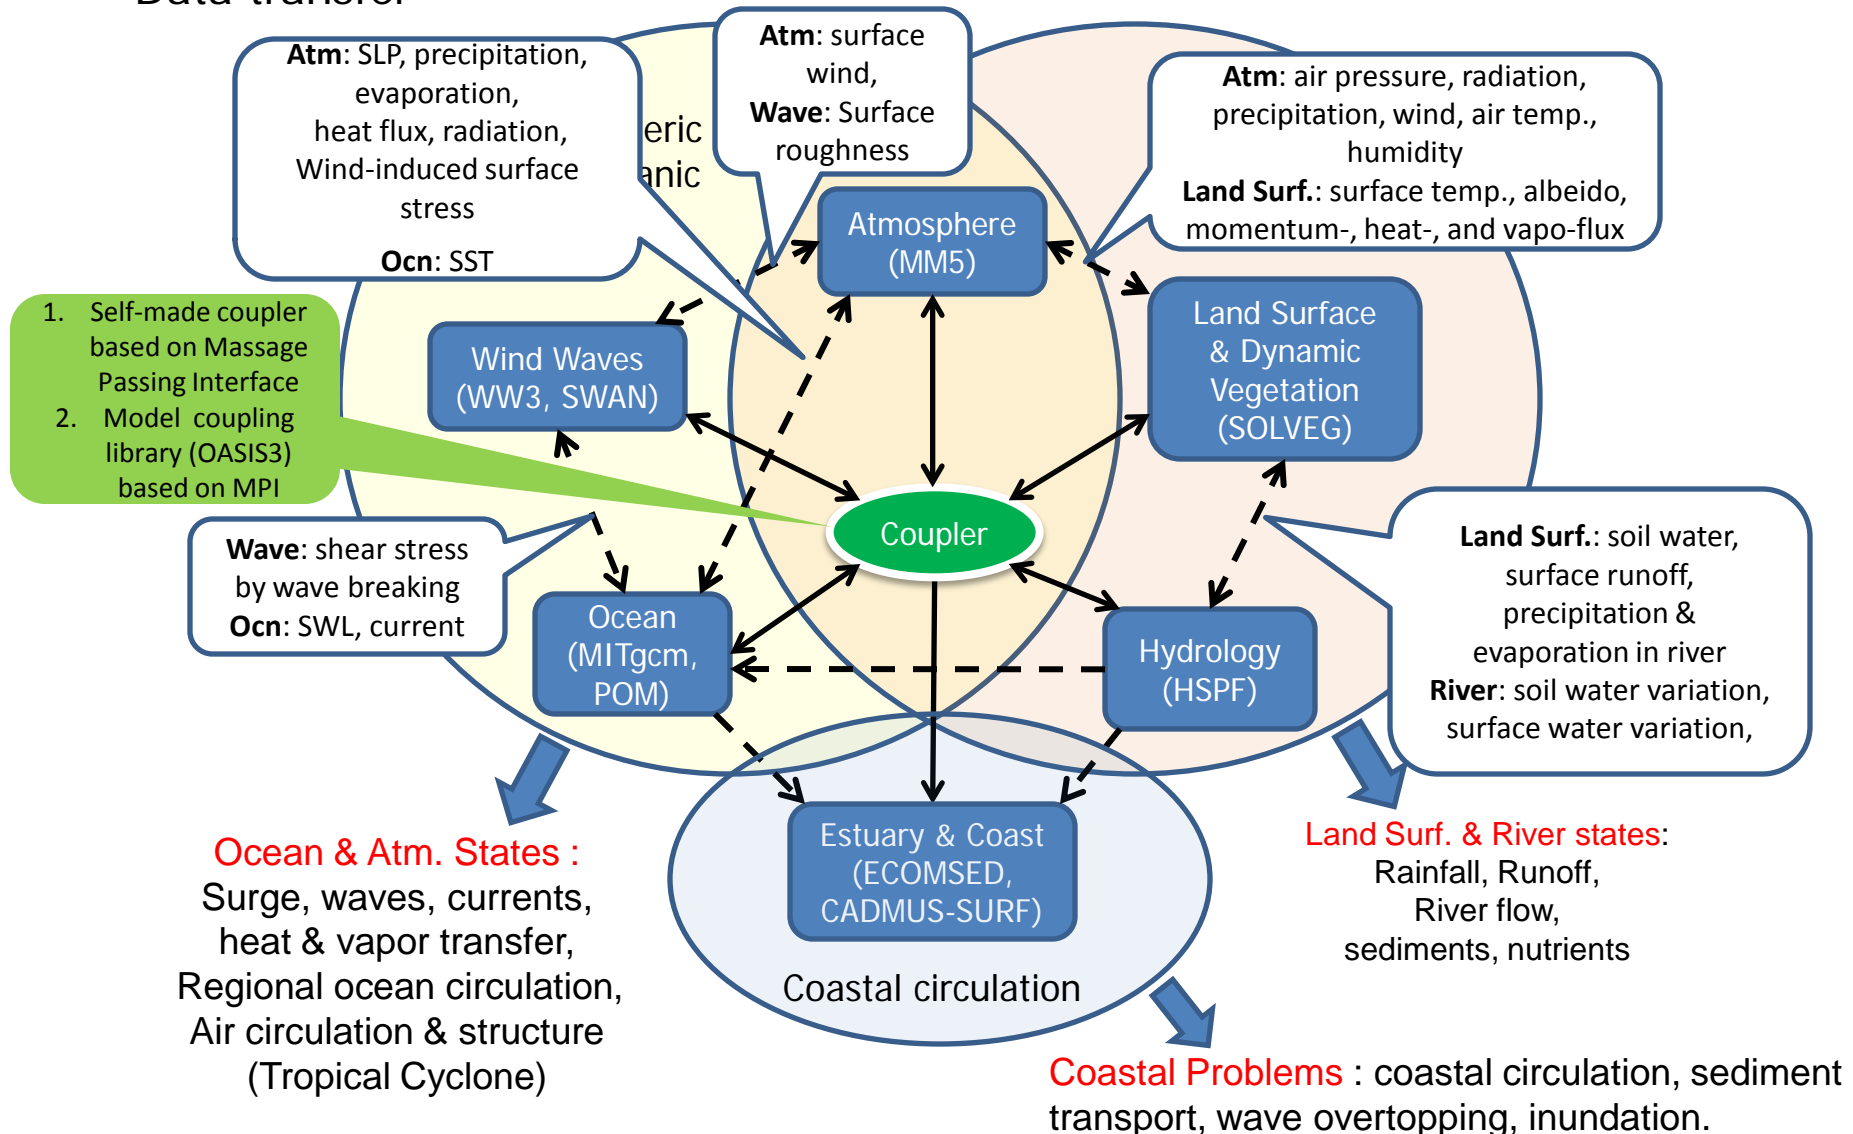 Data transfer
Atm: SLP, precipitation,
evaporation,
heat flux, radiation,
Wind-induced surface
stress
Ocn: SST
Atm: surface
wind,
Wave: Surface
roughness
Atm: air pressure, radiation,
precipitation, wind, air temp.,
humidity
Land Surf.: surface temp., albeido,
momentum-, heat-, and vapo-flux
eric
anic
Atmosphere
(MM5)
1. Self-made coupler
based on Massage
Passing Interface
2. Model coupling
library (OASIS3)
based on MPI
Wind Waves
(WW3, SWAN)
Land Surface
& Dynamic
Vegetation
(SOLVEG)
Coupler
Wave: shear stress
by wave breaking
Ocn: SWL, current
Land Surf.: soil water,
surface runoff,
precipitation &
evaporation in river
River: soil water variation,
surface water variation,
Ocean
(MITgcm,
POM)
Hydrology
(HSPF)
Estuary & Coast
(ECOMSED,
CADMUS-SURF)
Coastal circulation
Ocean & Atm. States :
Surge, waves, currents,
heat & vapor transfer,
Regional ocean circulation,
Air circulation & structure
(Tropical Cyclone)
Land Surf. & River states:
Rainfall, Runoff,
River flow,
sediments, nutrients
Coastal Problems : coastal circulation, sediment
transport, wave overtopping, inundation.